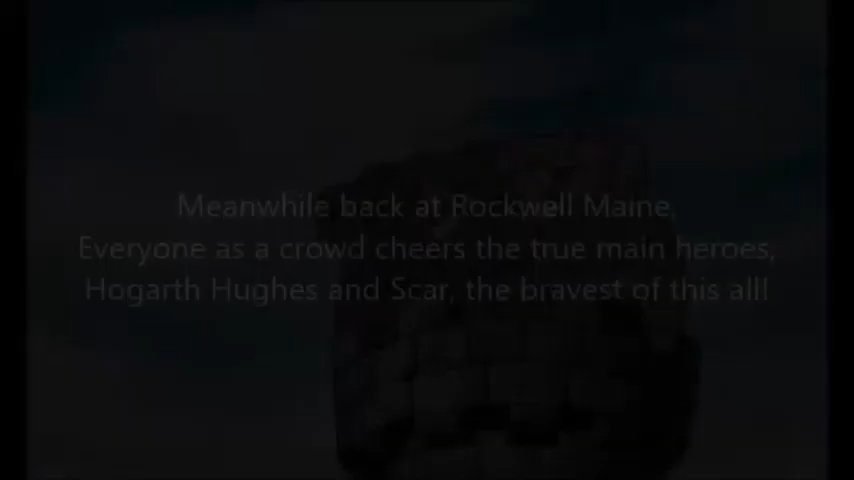 Meanwhile back at Rockwell Maine,
Everyone as a crowd cheers the true main heroes,
Hogarth Hughes and Scar, the bravest of this all!